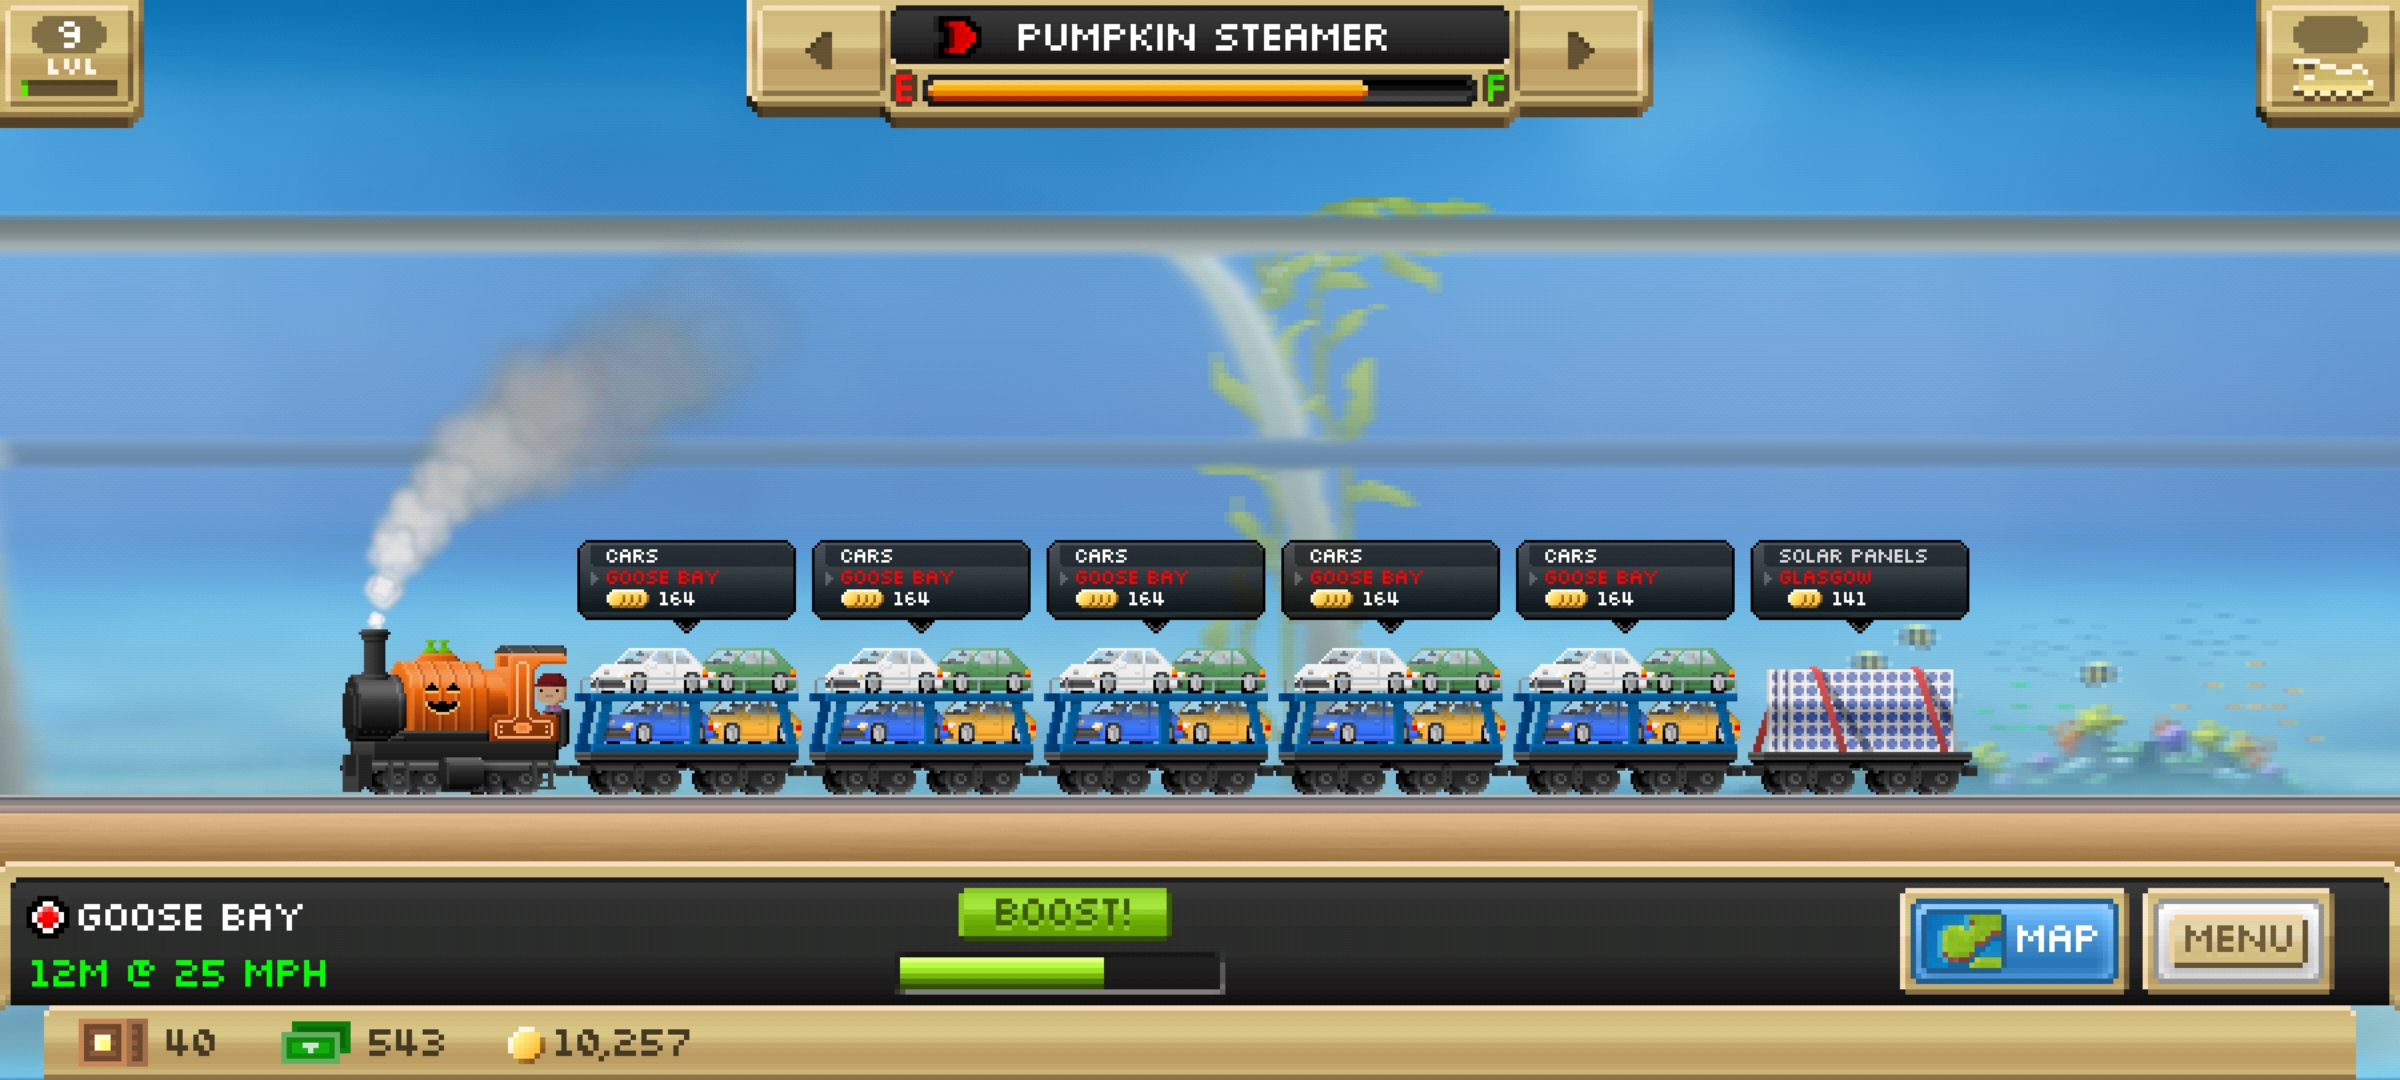 9
LVL
PUMPKIN STEAMER
E F
CARS
GOOSE BAY
164
CARS
GOOSE BAY
164
CARS
GOOSE BAY
164
CARS
GOOSE BAY
164
CARS
GOOSE BAY
164
SOLAR PANELS
GLASGOW
141
GOOSE BAY
12M @ 25 MPH
BOOST!
MAP
MENU
40
543
10,257